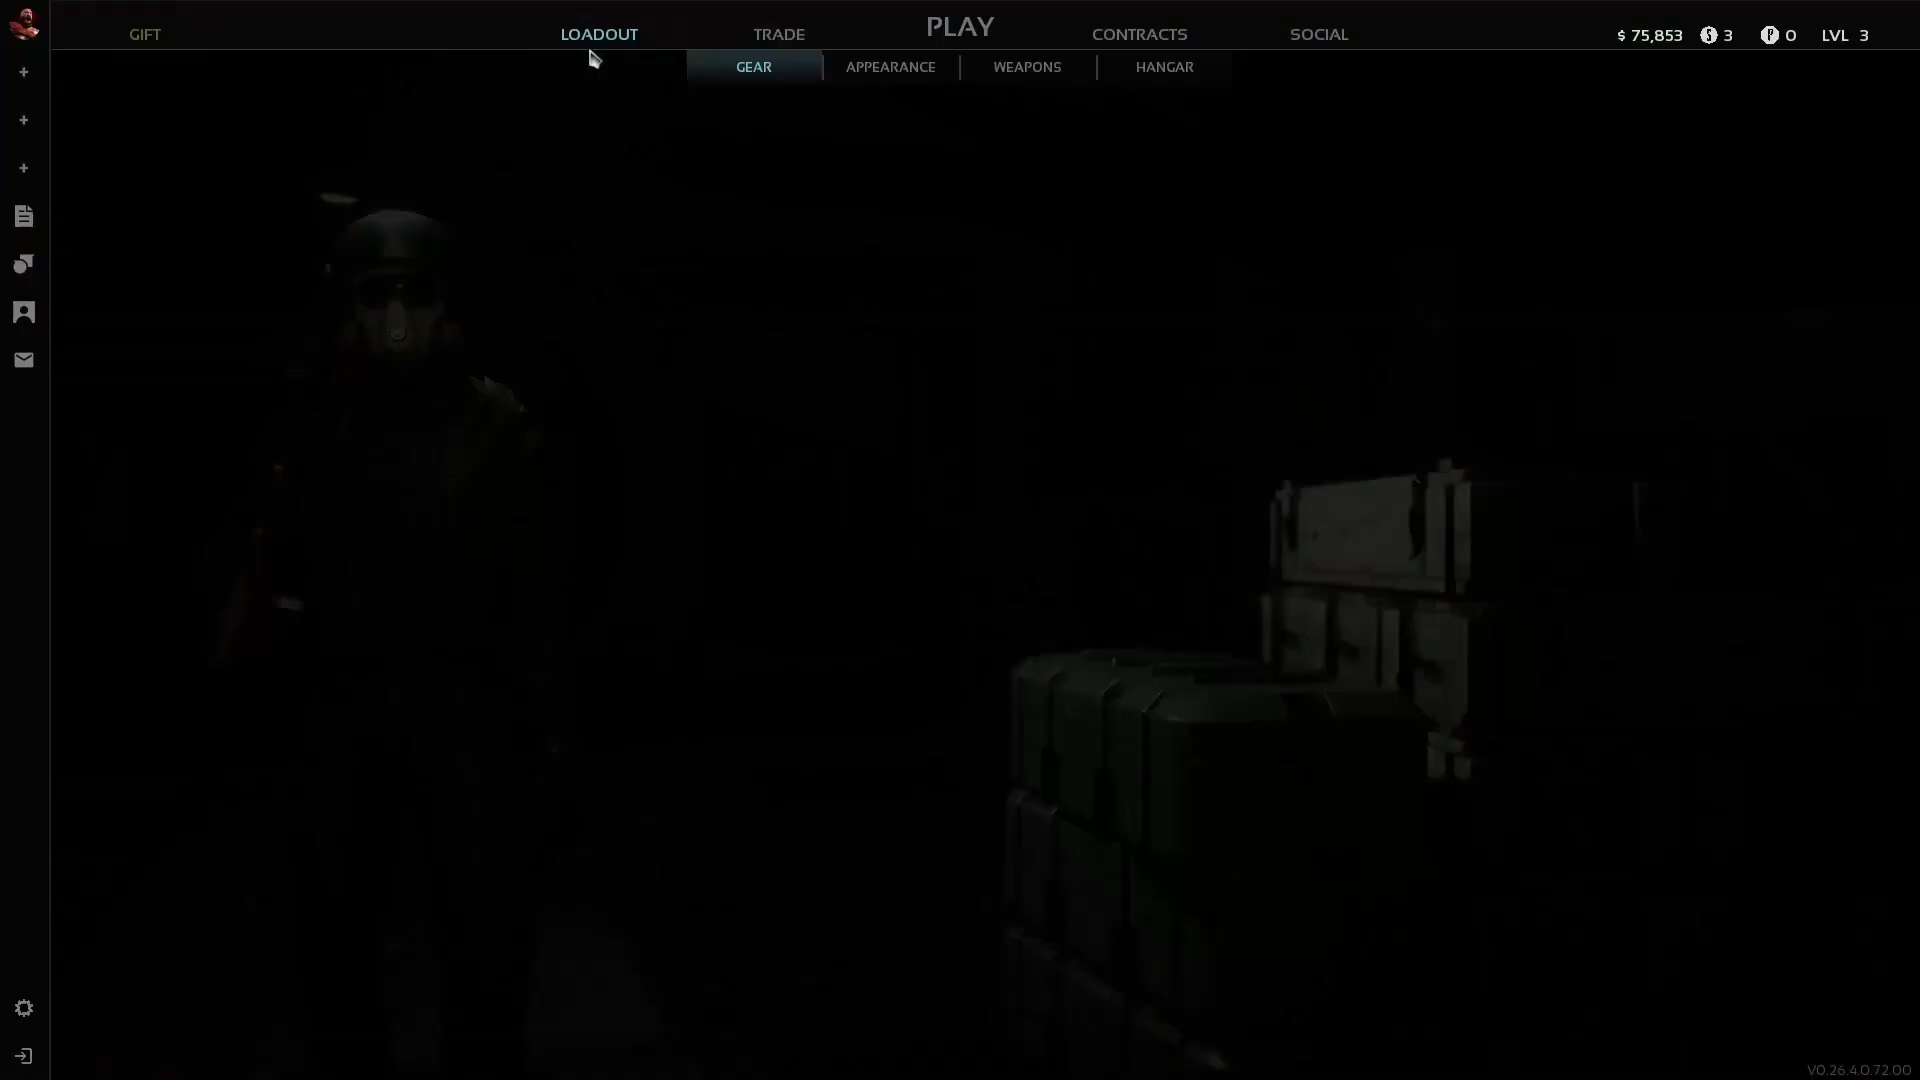 GIFT LOADOUT TRADE PLAY CONTRACTS SOCIAL $ 75,853 S 3 P 0 LVL 3
GEAR APPEARANCE WEAPONS HANGAR
V0.26.4.0.72.00